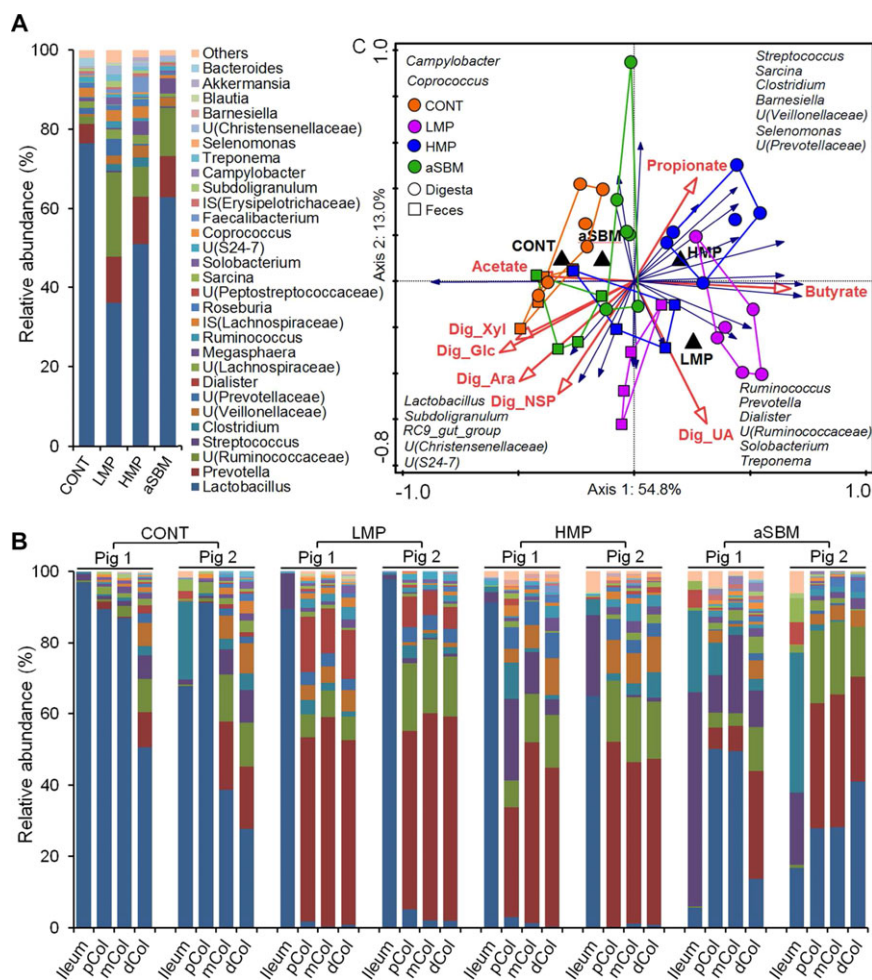 A
Relative abundance (%)
100
80
60
40
20
0
CONT
LMP
HMP
aSBM
Others
Bacteroides
Akkermansia
Blautia
Barnesiella
U(Christensenellaceae)
Selenomonas
Treponema
Campylobacter
Subdoligranulum
IS(Erysipelotrichaceae)
Faecalibacterium
Coprococcus
U(S24-7)
Solobacterium
Sarcina
U(Peptostreptococcaceae)
Roseburia
IS(Lachnospiraceae)
Ruminococcus
Megasphaera
U(Lachnospiraceae)
Dialister
U(Prevotellaceae)
U(Veillonellaceae)
Clostridium
Streptococcus
U(Ruminococcaceae)
Prevotella
Lactobacillus
C
1.0
Axis 2: 13.0%
-0.8
-1.0
Axis 1: 54.8%
1.0
Campylobacter
Coprococcus
CONT
LMP
HMP
aSBM
Digesta
Feces
Streptococcus
Sarcina
Clostridium
Barnesiella
U(Veillonellaceae)
Selenomonas
U(Prevotellaceae)
Propionate
CONT
aSBM
HMP
Acetate
Butyrate
Dig_Xyl
Dig_Glc
LMP
Dig_Ara
Dig_NSP
Dig_UA
Lactobacillus
Subdoligranulum
RC9_gut_group
U(Christensenellaceae)
U(S24-7)
Ruminococcus
Prevotella
Dialister
U(Ruminococcaceae)
Solobacterium
Treponema
B
CONT LMP HMP aSBM
Pig 1 Pig 2 Pig 1 Pig 2 Pig 1 Pig 2 Pig 1 Pig 2
Relative abundance (%)
100
80
60
40
20
0
Ileum pCol mCol dCol Ileum pCol mCol dCol Ileum pCol mCol dCol Ileum pCol mCol dCol Ileum pCol mCol dCol Ileum pCol mCol dCol Ileum pCol mCol dCol Ileum pCol mCol dCol